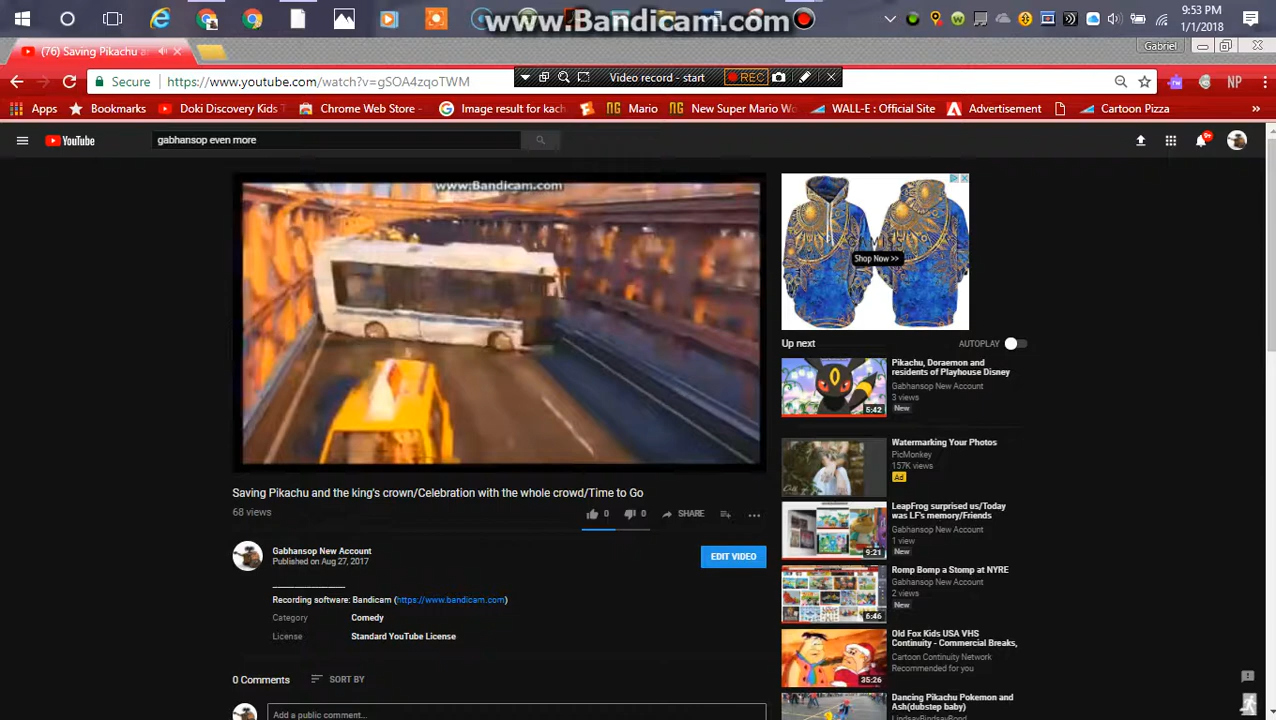 www.Bandicam.com
9:53 PM
1/1/2018
(76) Saving Pikachu a
Gabriel
Secure
https://www.youtube.com/watch?v=gSOA4zqoTWM
Video record - start
REC
NP
Apps
Bookmarks
Doki Discovery Kids
Chrome Web Store -
Image result for kach
Mario
New Super Mario Wo
WALL-E : Official Site
Advertisement
Cartoon Pizza
YouTube
gabhansop even more
9+
www.Bandicam.com
Shop Now >>
Up next
AUTOPLAY
Pikachu, Doraemon and
residents of Playhouse Disney
Gabhansop New Account
3 views
New
5:42
Watermarking Your Photos
PicMonkey
157K views
Ad
Saving Pikachu and the king's crown/Celebration with the whole crowd/Time to Go
68 views
0
0
SHARE
LeapFrog surprised us/Today
was LF's memory/Friends
Gabhansop New Account
1 view
New
9:21
Gabhansop New Account
Published on Aug 27, 2017
EDIT VIDEO
Romp Bomp a Stomp at NYRE
Gabhansop New Account
2 views
New
6:46
Recording software: Bandicam (https://www.bandicam.com)
Category
Comedy
License
Standard YouTube License
Old Fox Kids USA VHS
Continuity - Commercial Breaks,
Cartoon Continuity Network
Recommended for you
35:26
0 Comments
SORT BY
Dancing Pikachu Pokemon and
Ash(dubstep baby)
LindsayLindsayBond
Add a public comment...